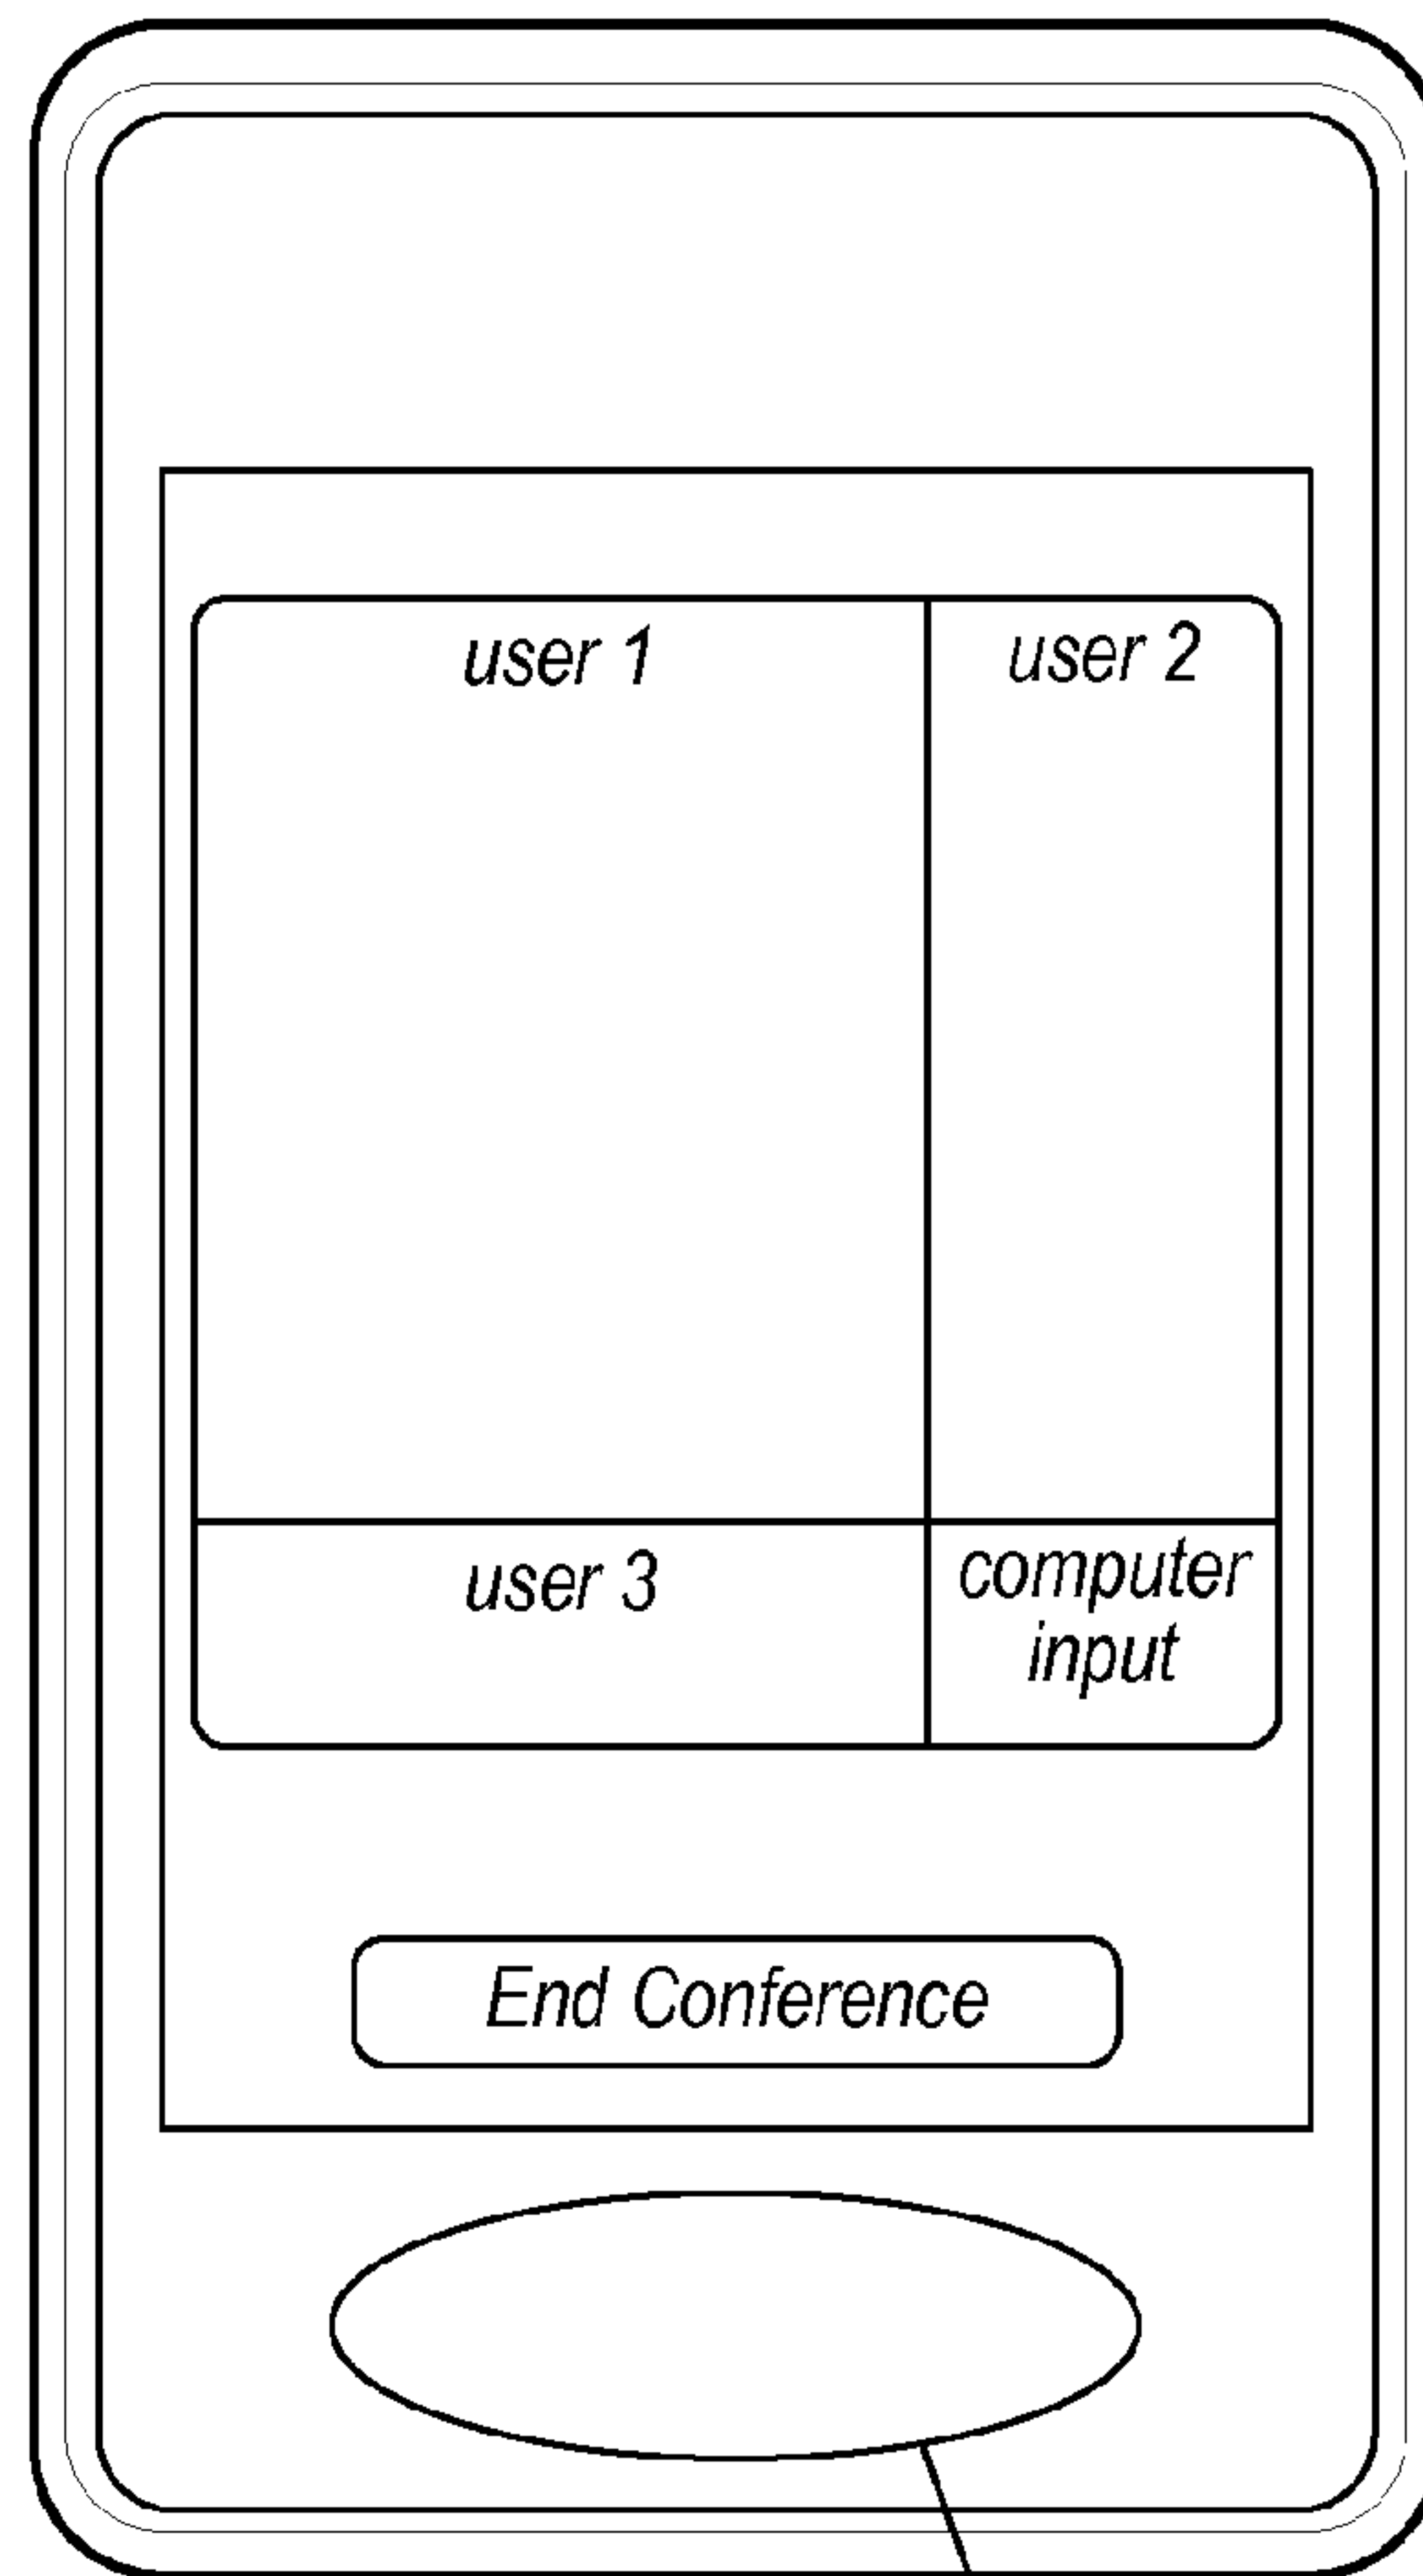 user 1
user 2
user 3
computer
input
End Conference